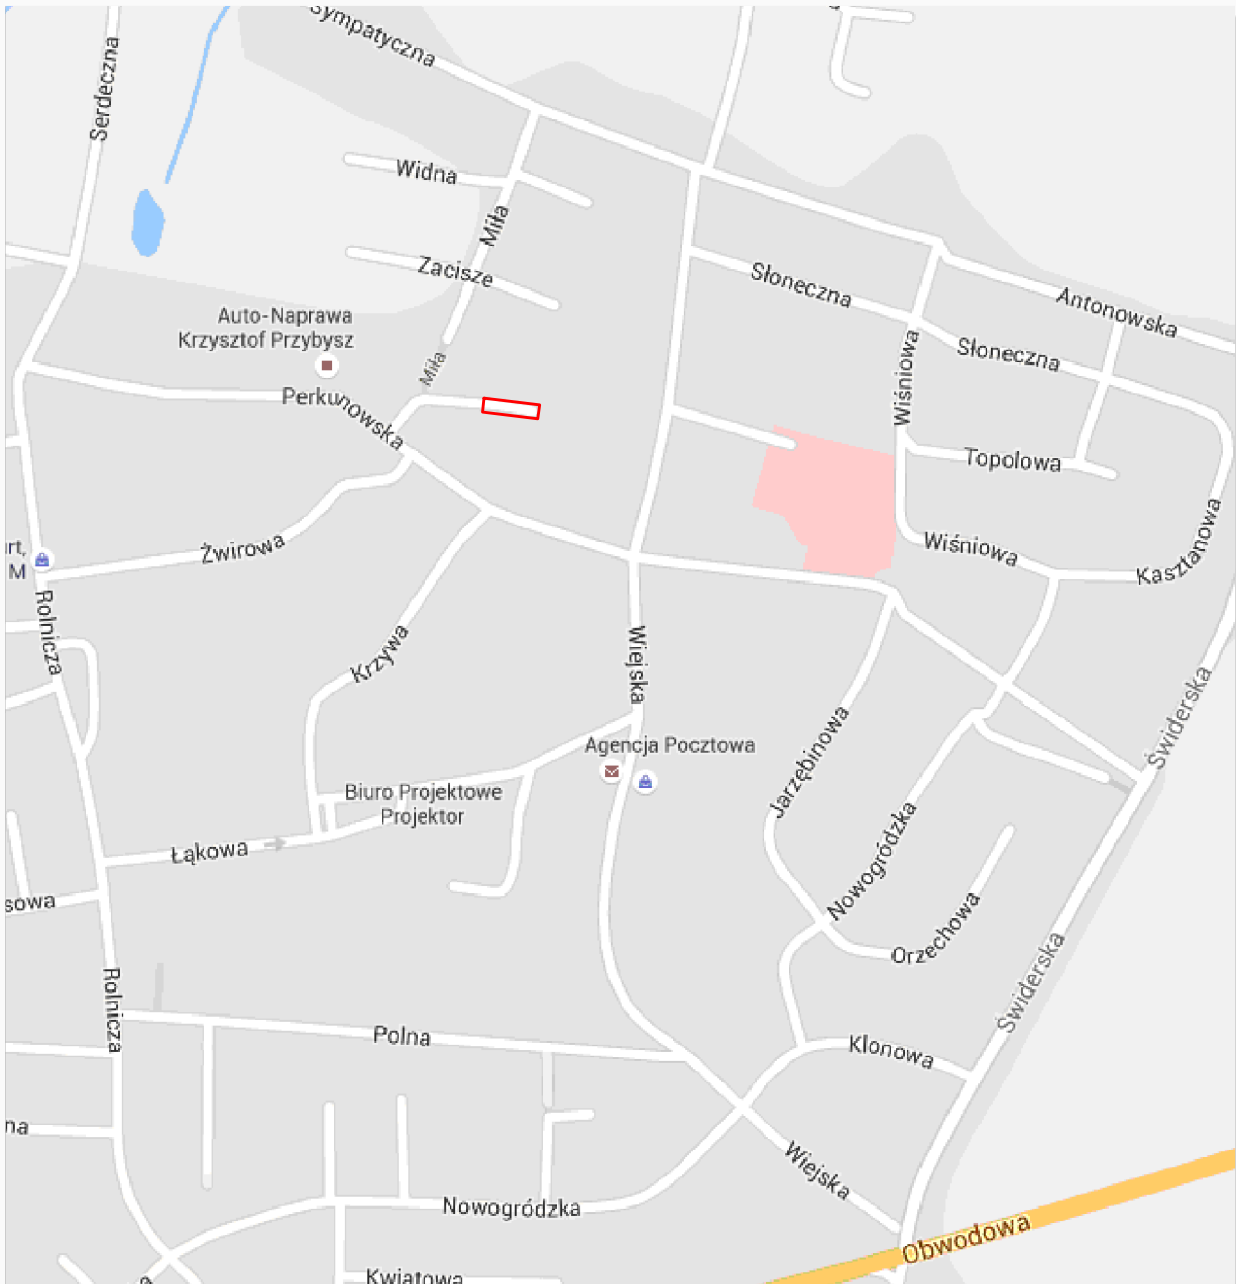 Sympatyczna
Serdeczna
Widna
Miła
Zacisze
Słoneczna
Antonowska
Auto-Naprawa
Krzysztof Przybysz
Słoneczna
Miła
Wiśniowa
Perkunowska
Topolowa
Żwirowa
Wiśniowa
Kasztanowa
M
Rolnicza
Krzywa
Wiejska
Świderska
Agencja Pocztowa
Jarzębinowa
Biuro Projektowe
Projektor
Łąkowa
Nowogródzka
sowa
Orzechowa
Świderska
Rolnicza
Polna
Klonowa
na
Wiejska
Nowogródzka
Obwodowa
Kwiatowa